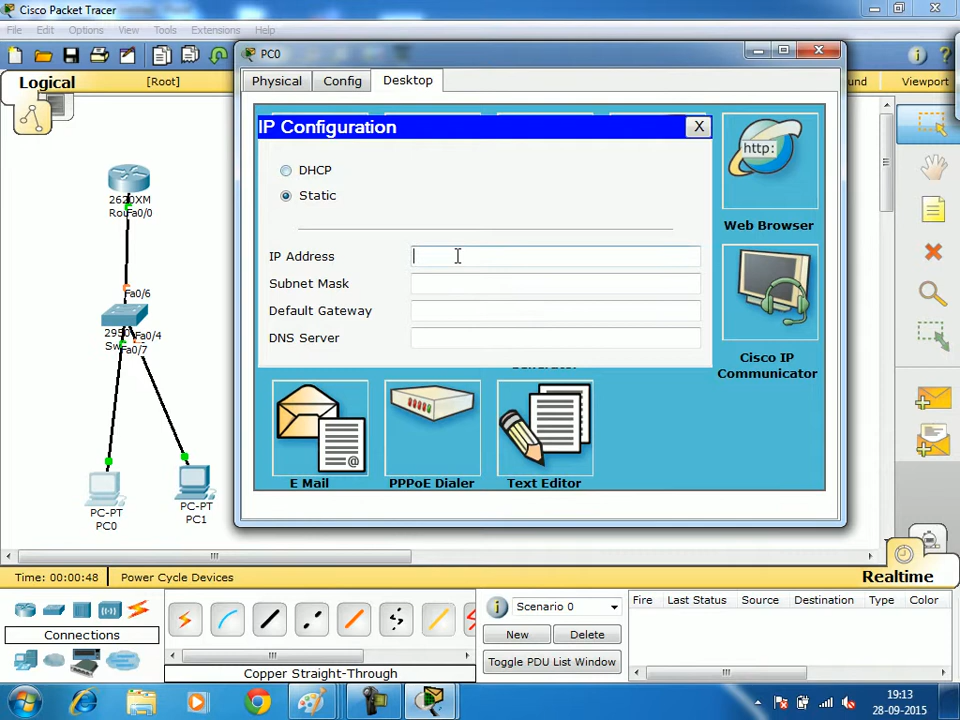 Cisco Packet Tracer
File Edit Options View Tools Extensions Help
Logical
[Root]
und
Viewport
PC0
Physical Config Desktop
IP Configuration
X
DHCP
Static
IP Address
Subnet Mask
Default Gateway
DNS Server
http:
Web Browser
Cisco IP
Communicator
E Mail
PPPoE Dialer
Text Editor
2620XM
Rou Fa0/0
Fa0/6
2950
Sw
Fa0/4
Fa0/7
PC-PT
PC0
PC-PT
PC1
Time: 00:00:48
Power Cycle Devices
Realtime
Connections
Copper Straight-Through
Scenario 0
New
Delete
Toggle PDU List Window
Fire Last Status Source Destination Type Color
19:13
28-09-2015